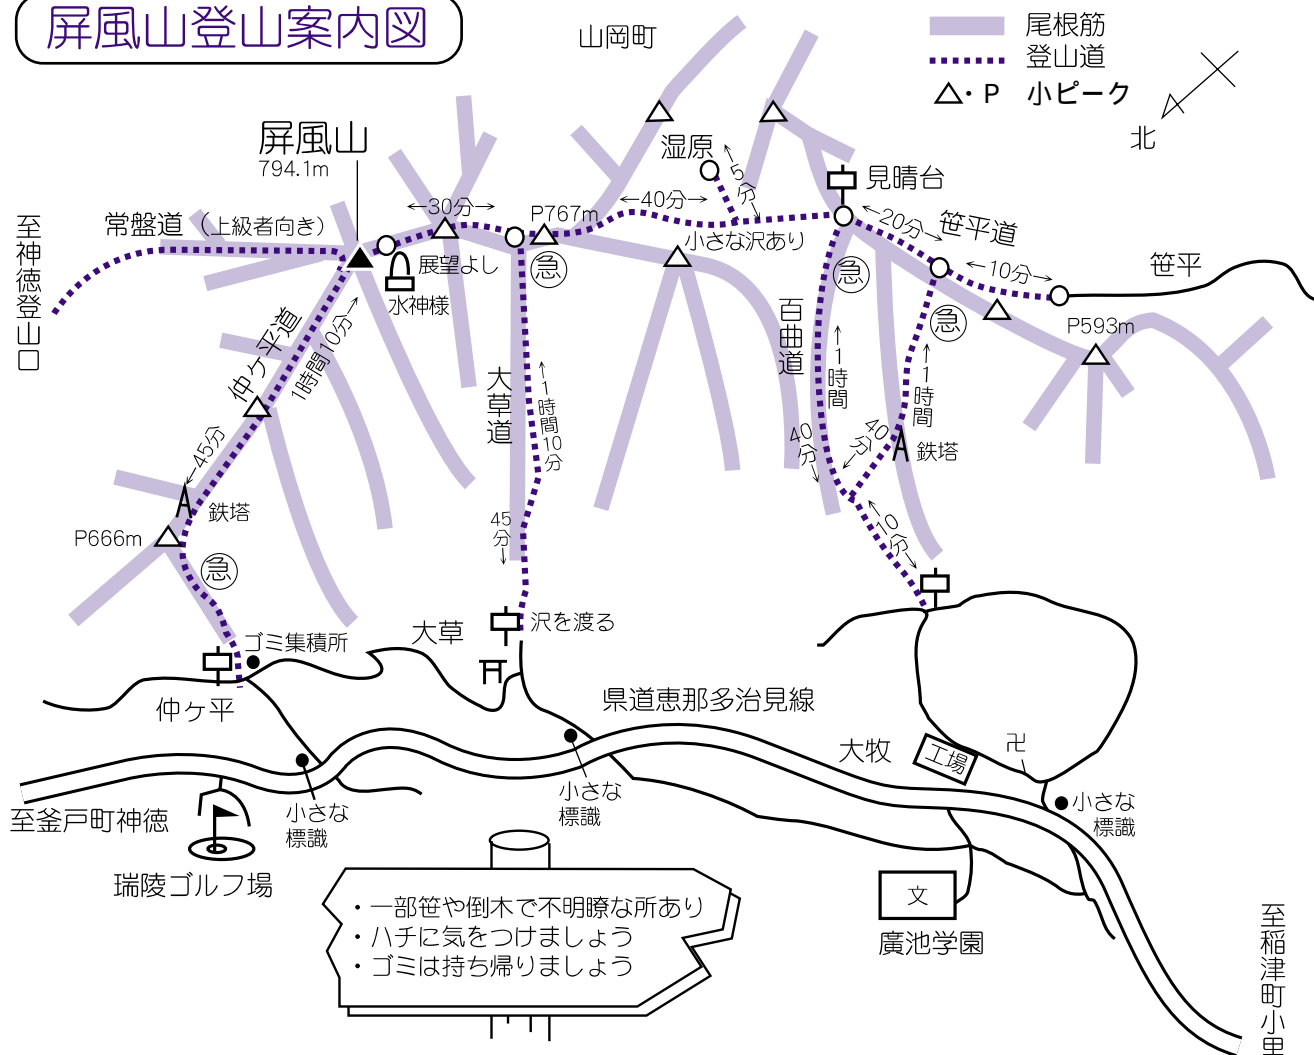 屏風山登山案内図
山岡町
尾根筋
登山道
・P 小ピーク
北
屏風山
794.1m
至神徳登山口
常盤道（上級者向き）
←30分→
P767m
←40分→
湿原
←5分→
見晴台
←20分→
笹平道
←10分→
笹平
小さな沢あり
展望よし
水神様
急
急
急
P593m
仲ヶ平道
1時間10分→
←45分
大草道
←1時間10分
45分→
百曲道
←1時間
40分→
←1時間
40分→
鉄塔
←10分→
鉄塔
P666m
急
ゴミ集積所
大草
沢を渡る
仲ヶ平
県道恵那多治見線
大牧
工場
卍
小さな
標識
小さな
標識
小さな
標識
至釜戸町神徳
瑞陵ゴルフ場
・一部笹や倒木で不明瞭な所あり
・ハチに気をつけましょう
・ゴミは持ち帰りましょう
文
廣池学園
至稲津町小里